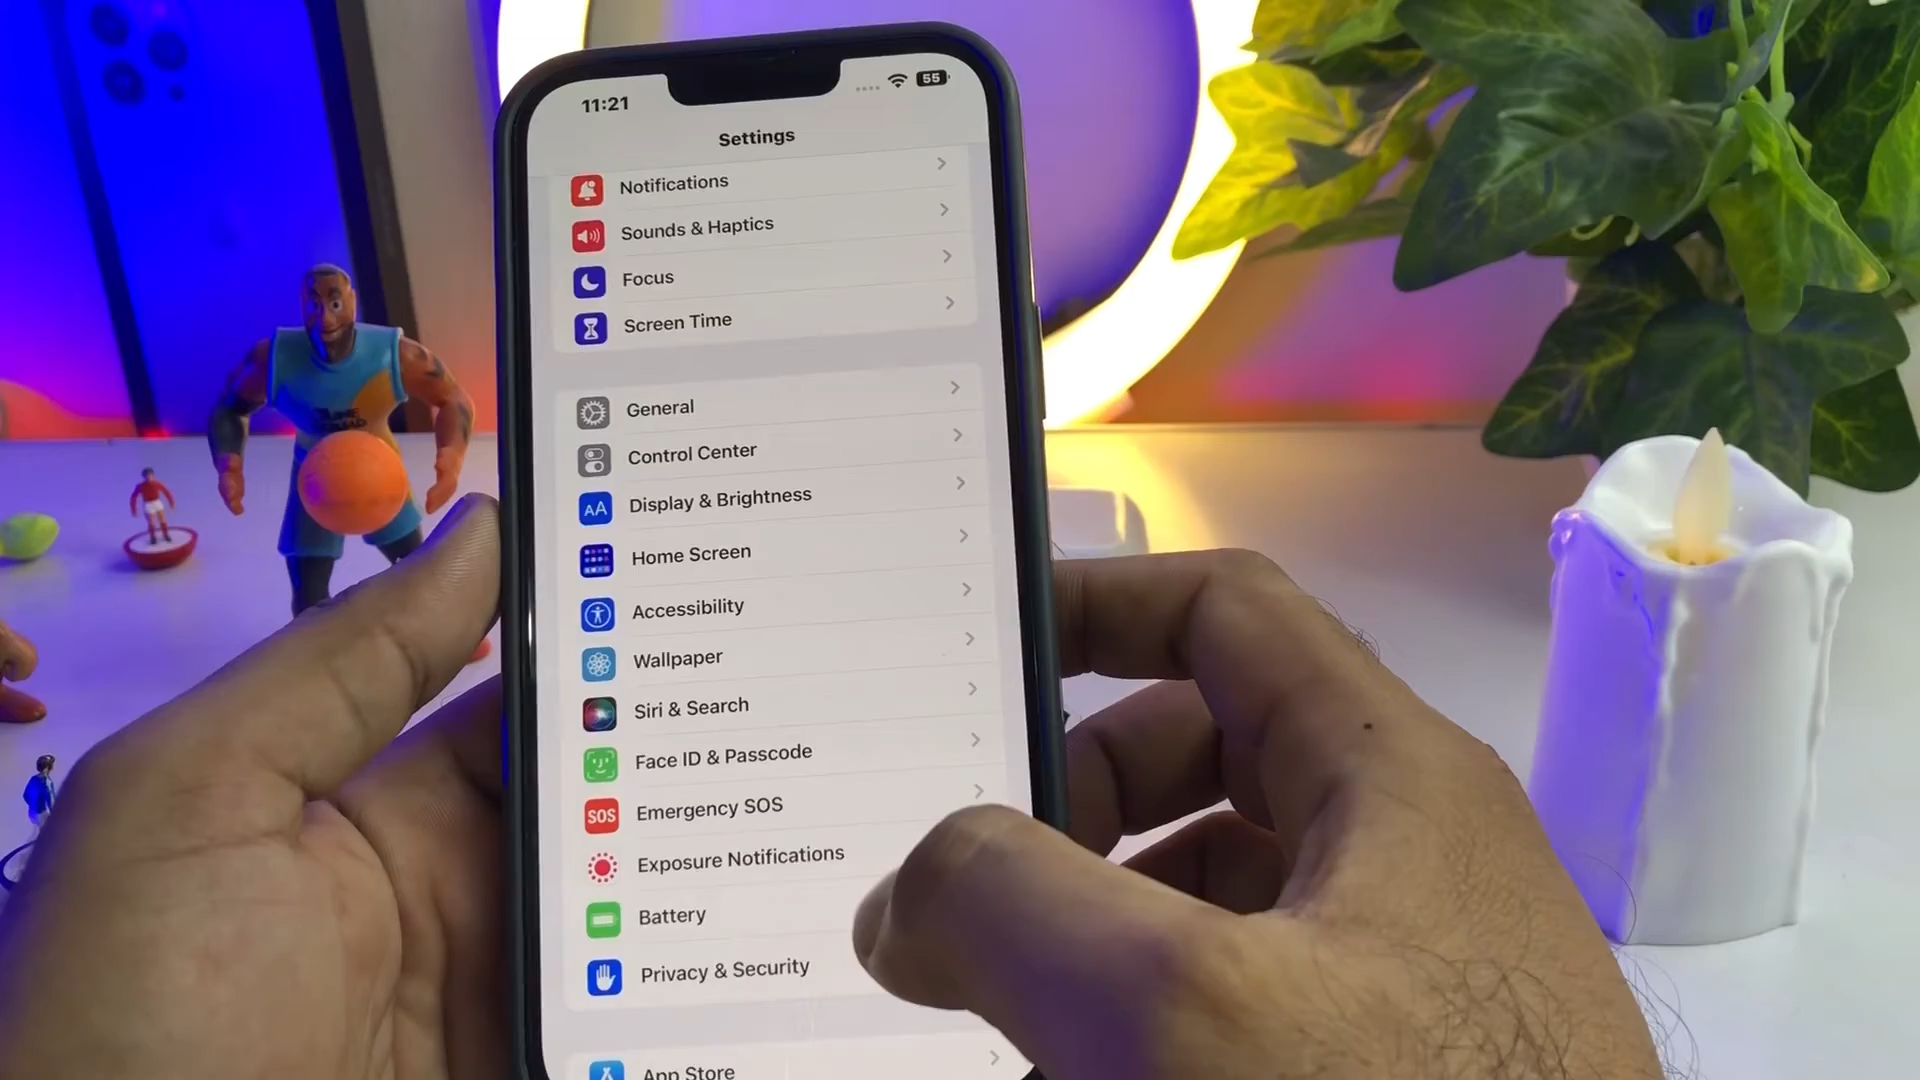 11:21
55
Settings
Notifications
Sounds & Haptics
Focus
Screen Time
General
Control Center
AA
Display & Brightness
Home Screen
Accessibility
Wallpaper
Siri & Search
Face ID & Passcode
SOS
Emergency SOS
Exposure Notifications
Battery
Privacy & Security
App Store